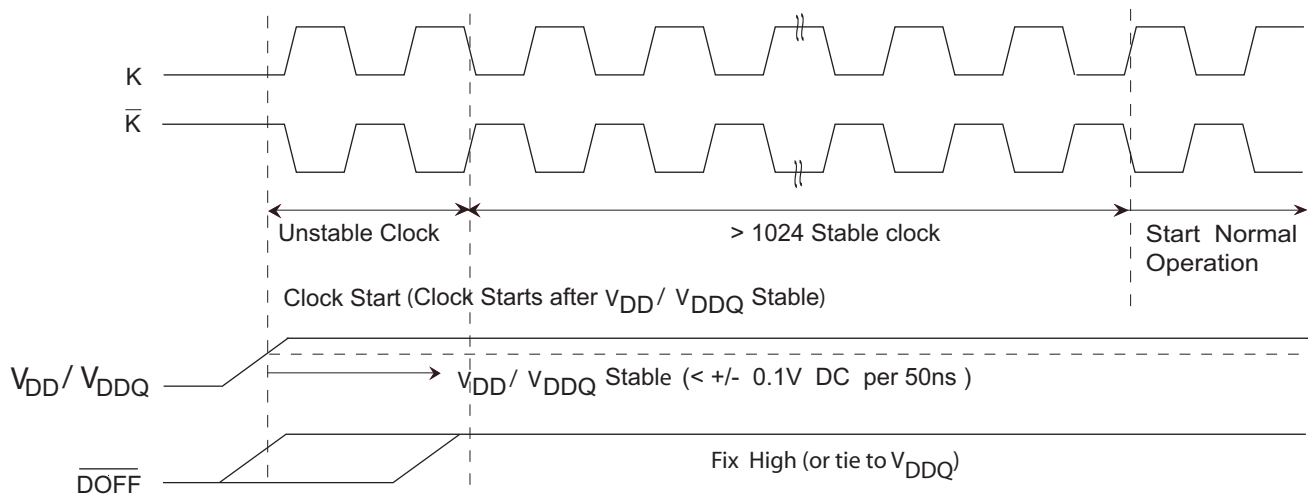 K
K
Unstable Clock
> 1024 Stable clock
Start Normal
Operation
Clock Start (Clock Starts after VDD / VDDQ Stable)
VDD / VDDQ
VDD / VDDQ Stable (< +/- 0.1V DC per 50ns )
DOFF
Fix High (or tie to VDDQ)